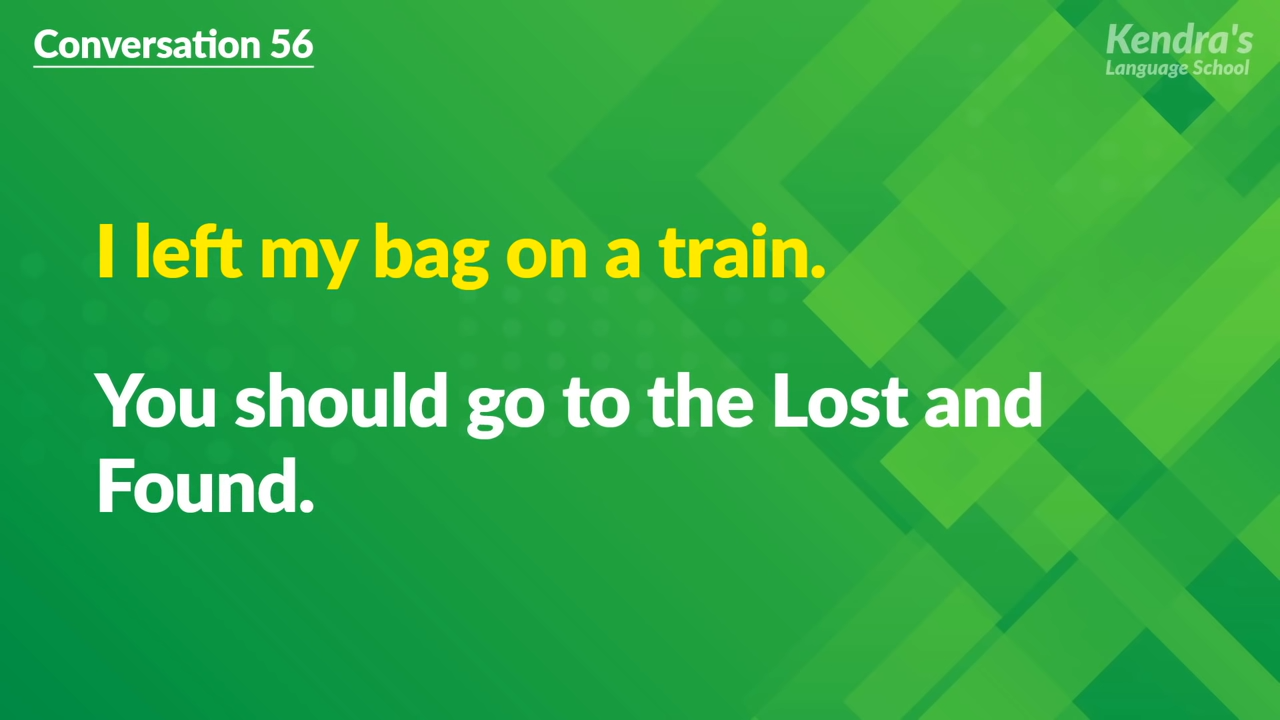 Conversation 56
Kendra's
Language School
I left my bag on a train.
You should go to the Lost and
Found.